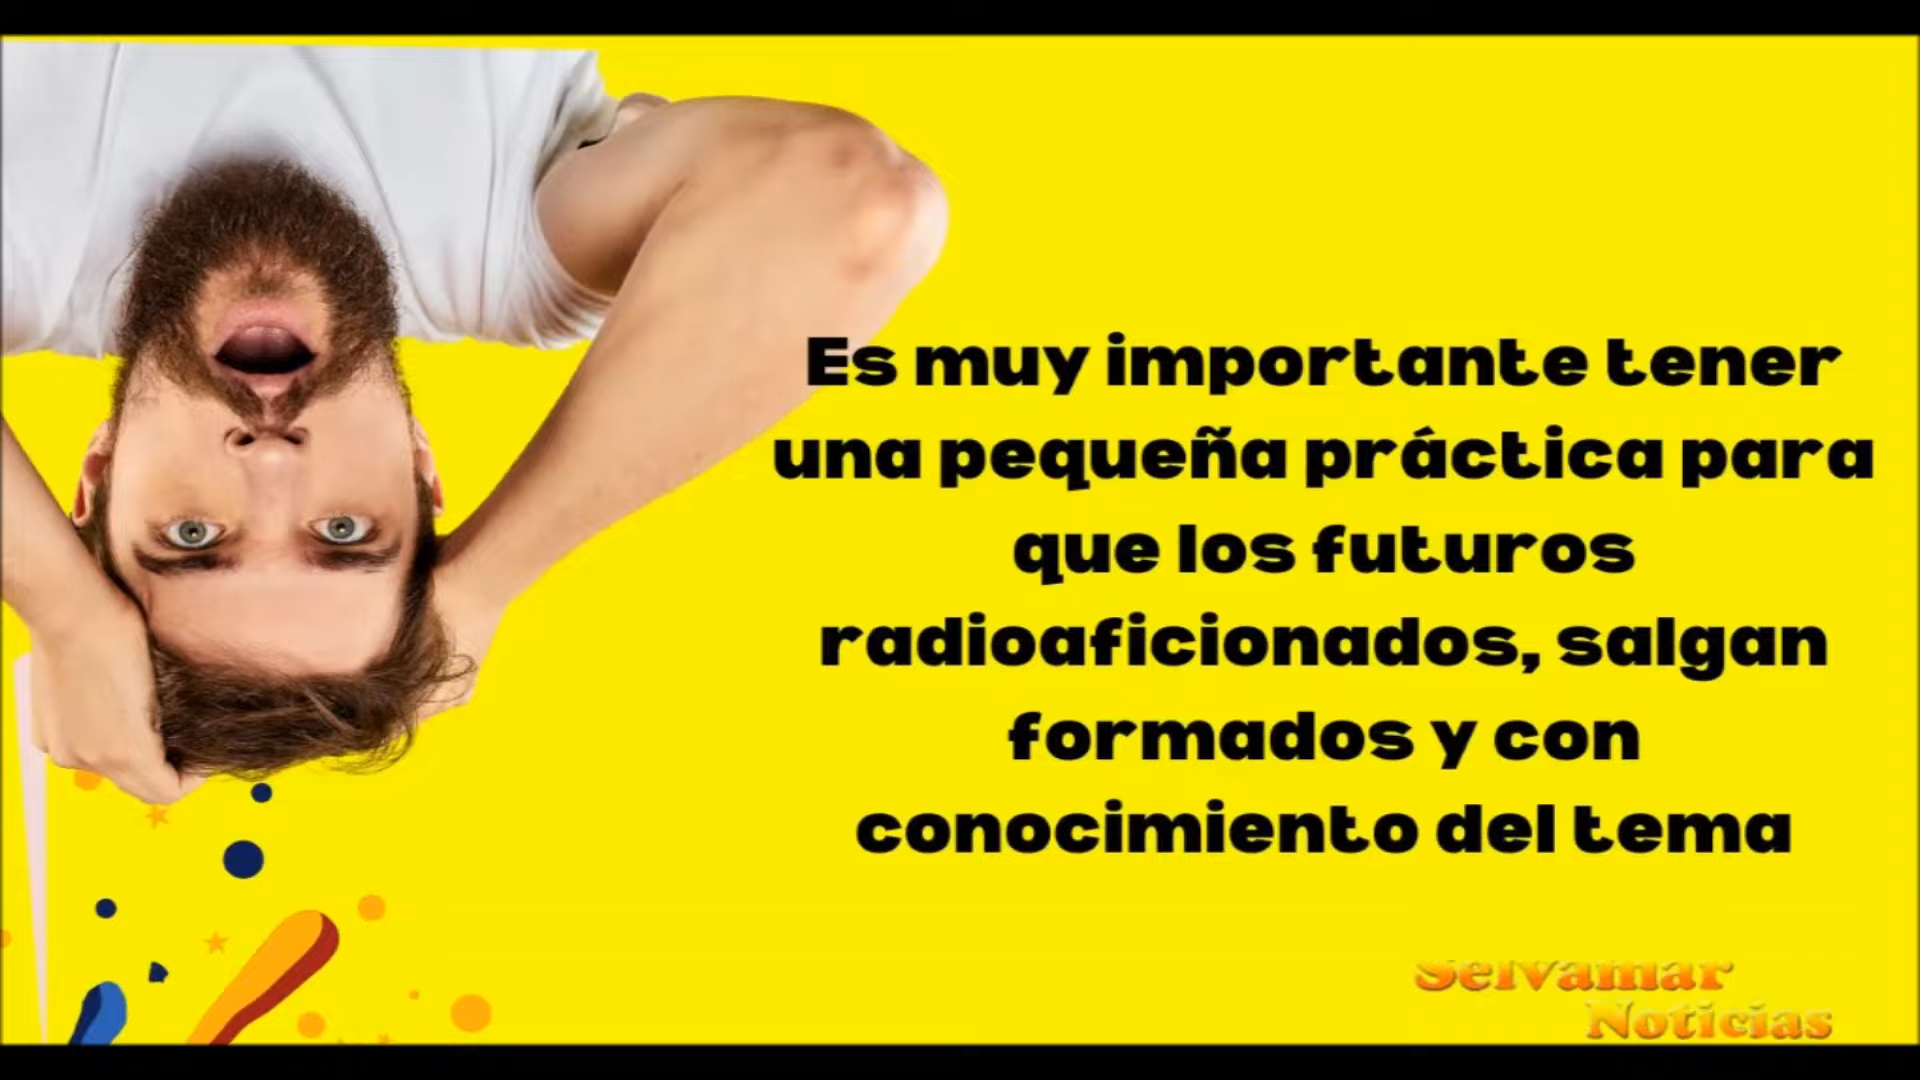 Es muy importante tener
una pequeña práctica para
que los futuros
radioaficionados, salgan
formados y con
conocimiento del tema
Selvamar
Noticias